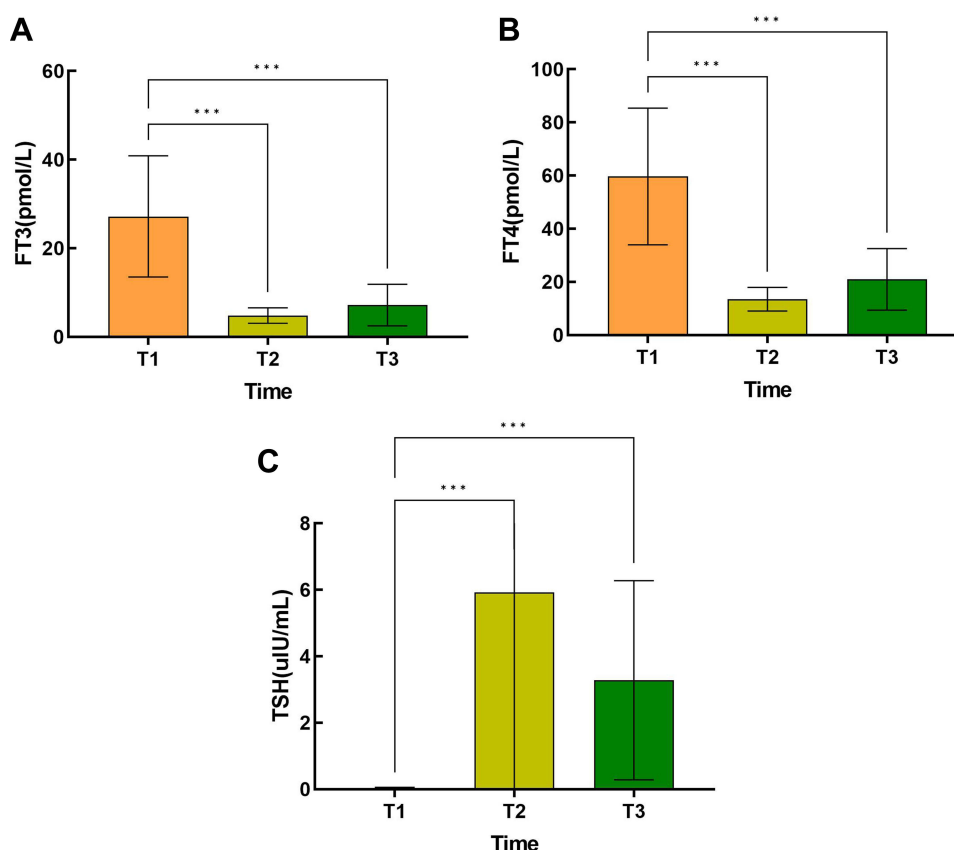 A
FT3(pmol/L)
60
40
20
0
***
***
T1 T2 T3
Time
B
FT4(pmol/L)
100
80
60
40
20
0
***
***
T1 T2 T3
Time
C
TSH(uIU/mL)
8
6
4
2
0
***
***
T1 T2 T3
Time